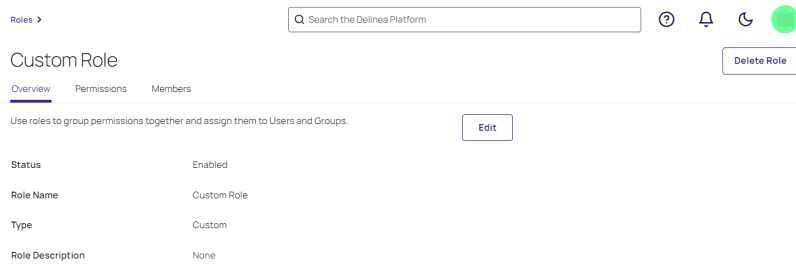 Roles >
Search the Delinea Platform
Custom Role
Delete Role
Overview Permissions Members
Use roles to group permissions together and assign them to Users and Groups.
Edit
Status Enabled
Role Name Custom Role
Type Custom
Role Description None